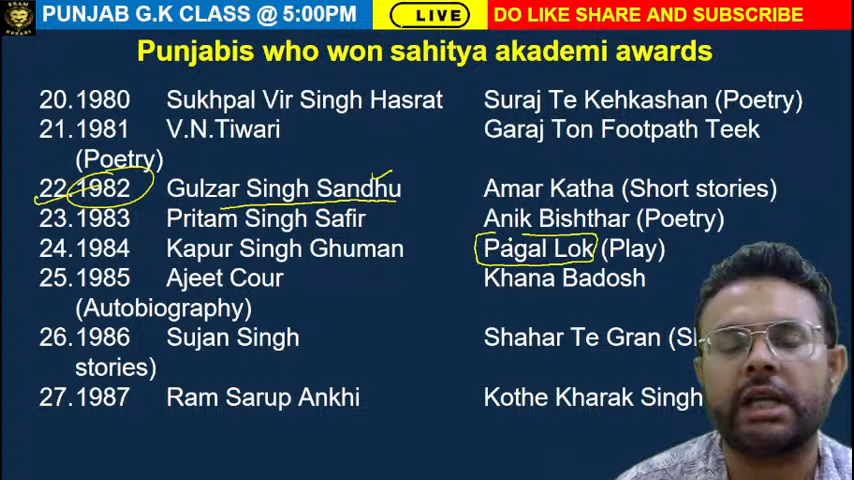 EXAM
KESARI
PUNJAB G.K CLASS @ 5:00PM
LIVE
DO LIKE SHARE AND SUBSCRIBE
Punjabis who won sahitya akademi awards
20.1980 Sukhpal Vir Singh Hasrat Suraj Te Kehkashan (Poetry)
21.1981 V.N.Tiwari Garaj Ton Footpath Teek
(Poetry)
22.1982 Gulzar Singh Sandhu Amar Katha (Short stories)
23.1983 Pritam Singh Safir Anik Bishthar (Poetry)
24.1984 Kapur Singh Ghuman Pagal Lok (Play)
25.1985 Ajeet Cour Khana Badosh
(Autobiography)
26.1986 Sujan Singh Shahar Te Gran
stories)
27.1987 Ram Sarup Ankhi Kothe Kharak Singh